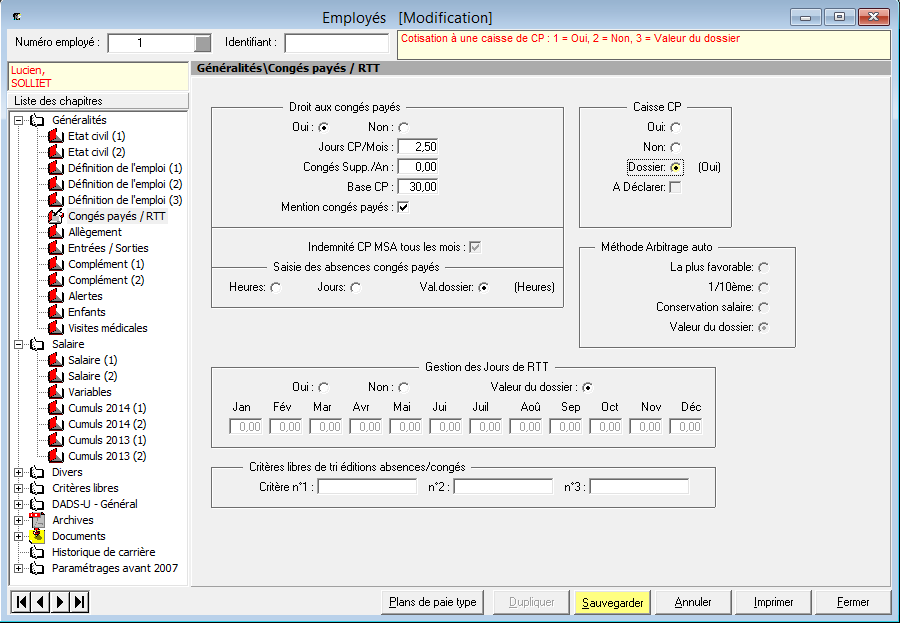 Employés [Modification]
Numéro employé : 1 Identifiant :
Cotisation à une caisse de CP : 1 = Oui, 2 = Non, 3 = Valeur du dossier
Lucien,
SOLLIET
Liste des chapitres
Généralités
Etat civil (1)
Etat civil (2)
Définition de l'emploi (1)
Définition de l'emploi (2)
Définition de l'emploi (3)
Congés payés / RTT
Allègement
Entrées / Sorties
Complément (1)
Complément (2)
Alertes
Enfants
Visites médicales
Salaire
Salaire (1)
Salaire (2)
Variables
Cumuls 2014 (1)
Cumuls 2014 (2)
Cumuls 2013 (1)
Cumuls 2013 (2)
Divers
Critères libres
DADS-U - Général
Archives
Documents
Historique de carrière
Paramétrages avant 2007
Généralités\Congés payés / RTT
Droit aux congés payés
Oui : Non :
Jours CP/Mois : 2,50
Congés Supp./An : 0,00
Base CP : 30,00
Mention congés payés :
Indemnité CP MSA tous les mois :
Saisie des absences congés payés
Heures: Jours: Val.dossier: (Heures)
Caisse CP
Oui:
Non:
Dossier: (Oui)
A Déclarer:
Méthode Arbitrage auto
La plus favorable:
1/10ème:
Conservation salaire:
Valeur du dossier:
Gestion des Jours de RTT
Oui : Non : Valeur du dossier :
Jan Fév Mar Avr Mai Jui Juil Aoû Sep Oct Nov Déc
0,00 0,00 0,00 0,00 0,00 0,00 0,00 0,00 0,00 0,00 0,00 0,00
Critères libres de tri éditions absences/congés
Critère n°1 : n°2 : n°3 :
Plans de paie type Dupliquer Sauvegarder Annuler Imprimer Fermer